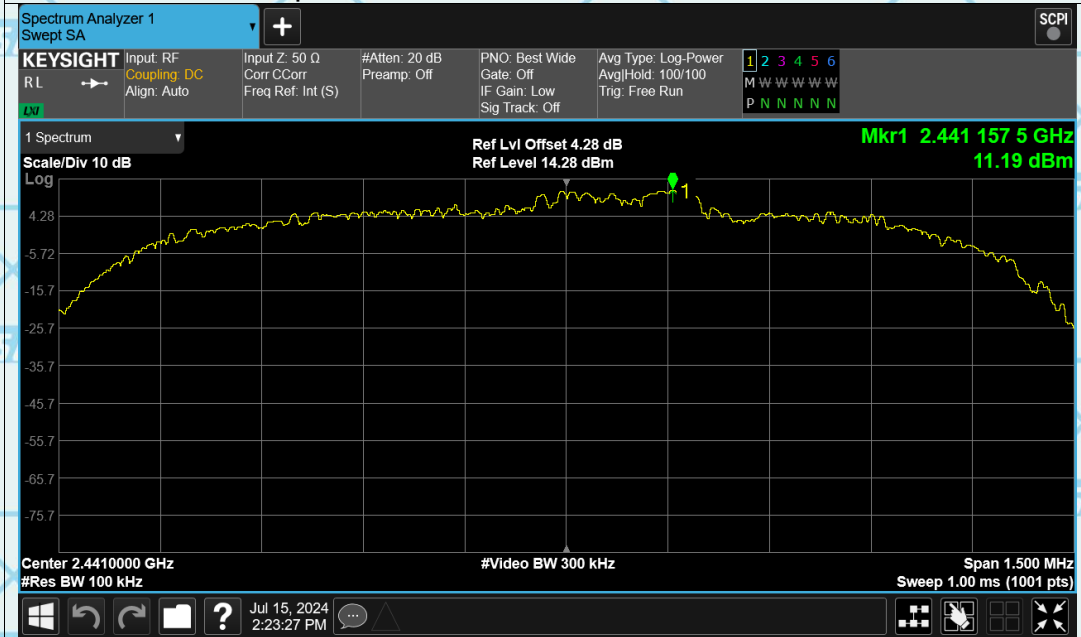 Spectrum Analyzer 1
Swept SA
+
SCPI
KEYSIGHT
R L
LXI
Input: RF
Coupling: DC
Align: Auto
Input Z: 50 Ω
Corr CCorr
Freq Ref: Int (S)
#Atten: 20 dB
Preamp: Off
PNO: Best Wide
Gate: Off
IF Gain: Low
Sig Track: Off
Avg Type: Log-Power
Avg|Hold: 100/100
Trig: Free Run
1 2 3 4 5 6
M W W W W W
P N N N N N
1 Spectrum
Scale/Div 10 dB
Log
Ref Lvl Offset 4.28 dB
Ref Level 14.28 dBm
Mkr1 2.441 157 5 GHz
11.19 dBm
1
4.28
-5.72
-15.7
-25.7
-35.7
-45.7
-55.7
-65.7
-75.7
Center 2.4410000 GHz
#Res BW 100 kHz
#Video BW 300 kHz
Span 1.500 MHz
Sweep 1.00 ms (1001 pts)
?
Jul 15, 2024
2:23:27 PM